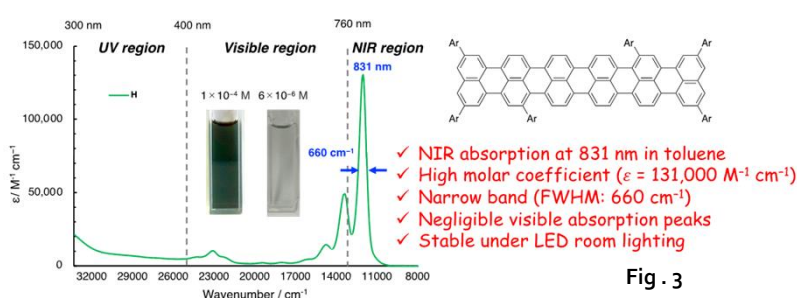 300 nm 400 nm 760 nm
150,000
UV region Visible region NIR region
831 nm
H
1×10⁻⁴ M 6×10⁻⁶ M
100,000
660 cm⁻¹
ε/ M⁻¹ cm⁻¹
50,000
0
32000 29000 26000 23000 20000 17000 14000 11000 8000
Wavenumber / cm⁻¹
Ar Ar Ar
Ar Ar Ar
✓ NIR absorption at 831 nm in toluene
✓ High molar coefficient (ε = 131,000 M⁻¹ cm⁻¹)
✓ Narrow band (FWHM: 660 cm⁻¹)
✓ Negligible visible absorption peaks
✓ Stable under LED room lighting
Fig.3